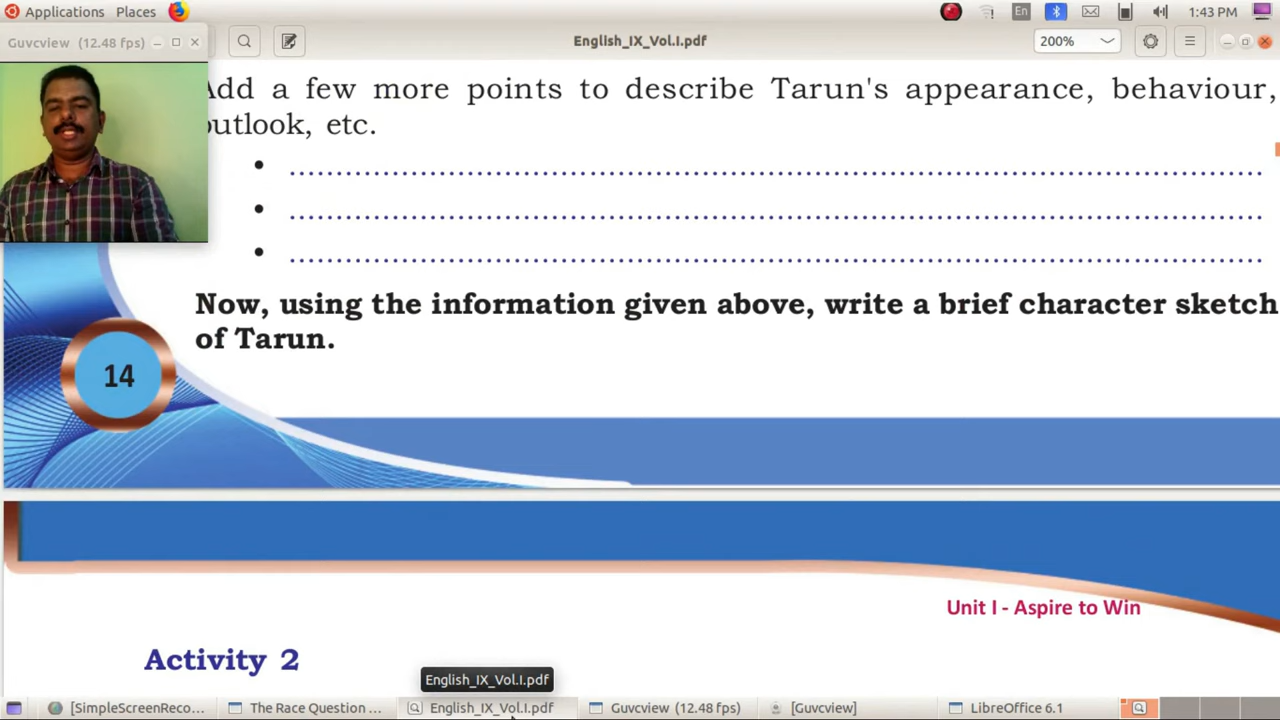 Applications Places En 1:43 PM
Guvcview (12.48 fps) English_IX_Vol.I.pdf 200%
Add a few more points to describe Tarun's appearance, behaviour,
outlook, etc.
• ........................................................................
• ........................................................................
• ........................................................................
Now, using the information given above, write a brief character sketch
of Tarun.
14
Unit I - Aspire to Win
Activity 2
English_IX_Vol.I.pdf
[SimpleScreenReco... The Race Question ... English_IX_Vol.I.pdf Guvcview (12.48 fps) [Guvcview] LibreOffice 6.1